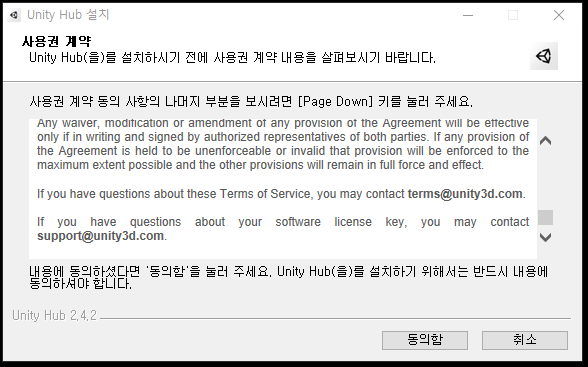 Unity Hub 설치
사용권 계약
Unity Hub(을)를 설치하시기 전에 사용권 계약 내용을 살펴보시기 바랍니다.
사용권 계약 동의 사항의 나머지 부분을 보시려면 [Page Down] 키를 눌러 주세요.
Any waiver, modification or amendment of any provision of the Agreement will be effective
only if in writing and signed by authorized representatives of both parties. If any provision of
the Agreement is held to be unenforceable or invalid that provision will be enforced to the
maximum extent possible and the other provisions will remain in full force and effect.
If you have questions about these Terms of Service, you may contact terms@unity3d.com.
If you have questions about your software license key, you may contact
support@unity3d.com.
내용에 동의하셨다면 '동의함'을 눌러 주세요. Unity Hub(을)를 설치하기 위해서는 반드시 내용에
동의하셔야 합니다.
Unity Hub 2.4.2
동의함
취소